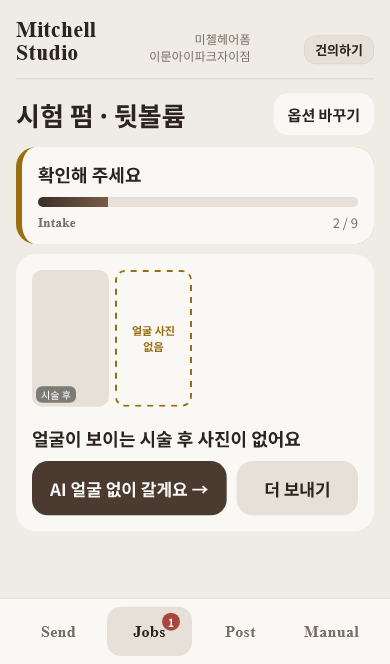 Mitchell
Studio
미젤헤어폼
이문아이파크자이점
건의하기
시험 펌 · 뒷볼륨
옵션 바꾸기
확인해 주세요
Intake
2 / 9
시술 후
얼굴 사진
없음
얼굴이 보이는 시술 후 사진이 없어요
AI 얼굴 없이 갈게요 →
더 보내기
Send
Jobs
1
Post
Manual